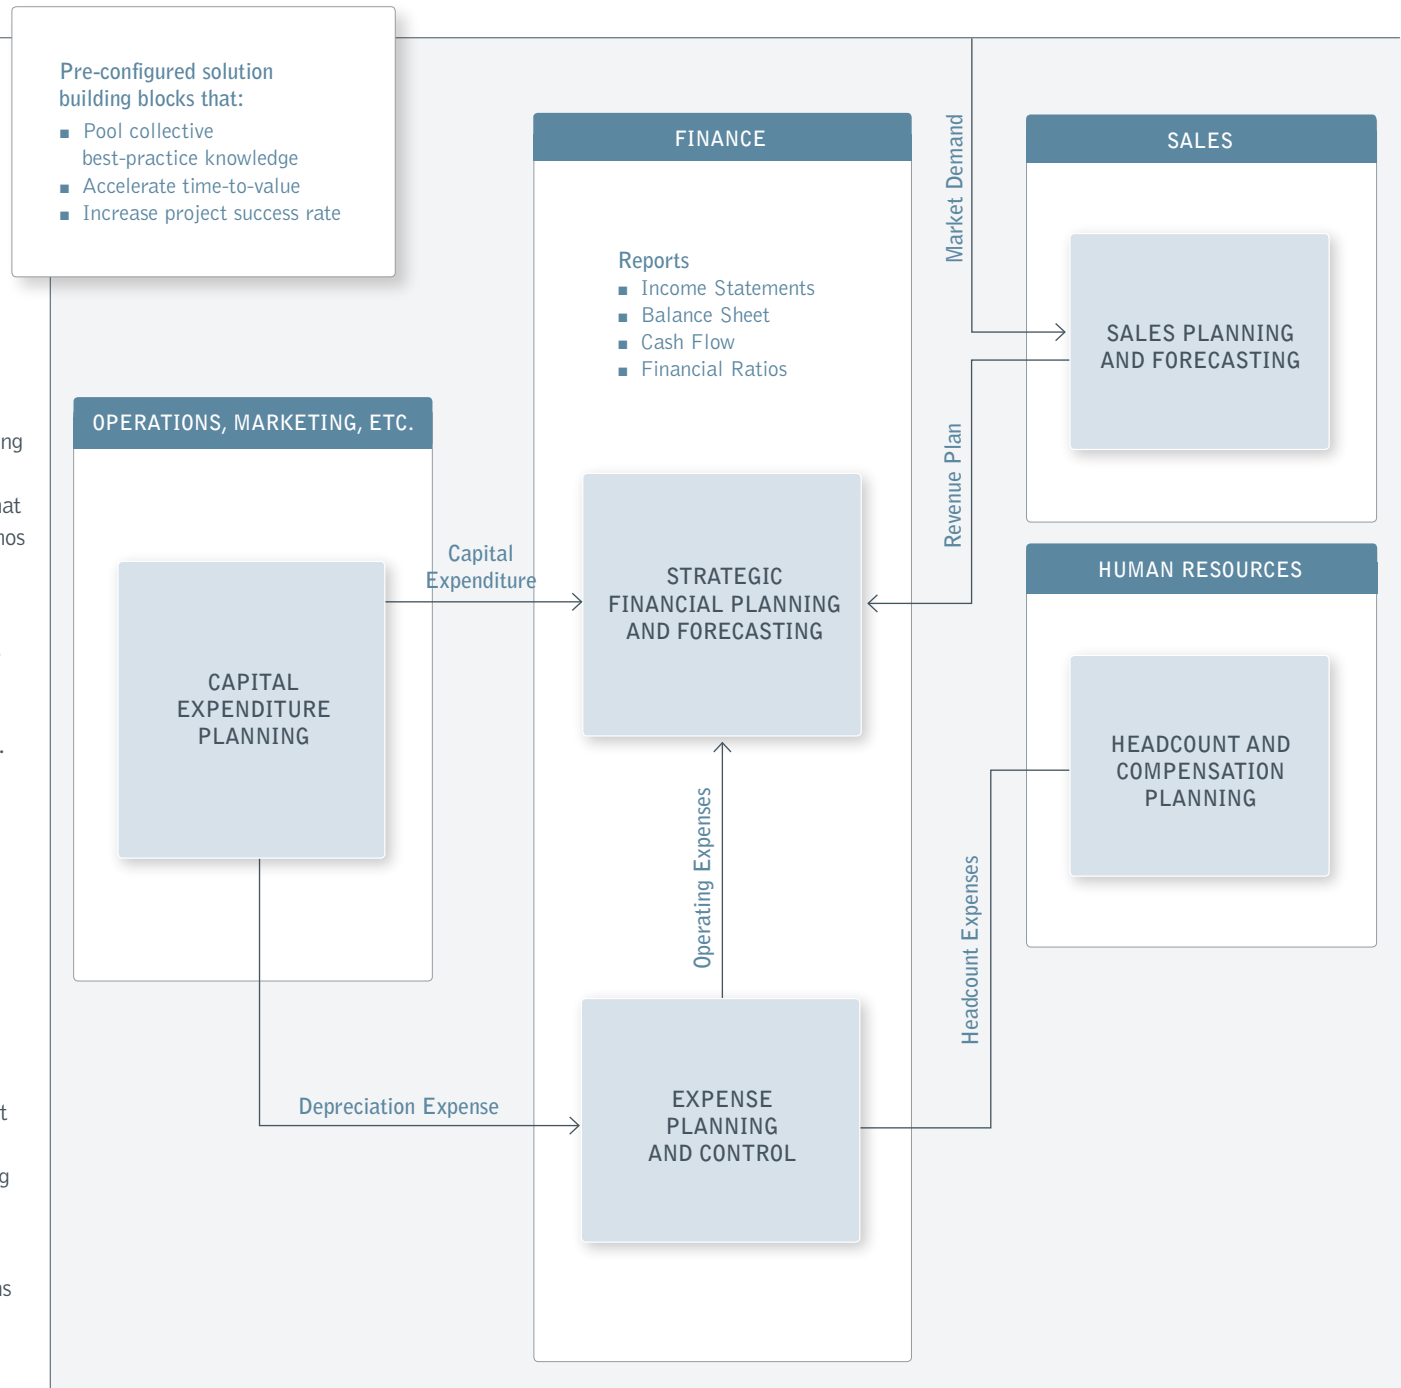 Pre-configured solution
building blocks that:
■ Pool collective
best-practice knowledge
■ Accelerate time-to-value
■ Increase project success rate
FINANCE
Reports
■ Income Statements
■ Balance Sheet
■ Cash Flow
■ Financial Ratios
Market Demand
SALES
SALES PLANNING
AND FORECASTING
Revenue Plan
OPERATIONS, MARKETING, ETC.
CAPITAL
EXPENDITURE
PLANNING
Capital
Expenditure
STRATEGIC
FINANCIAL PLANNING
AND FORECASTING
HUMAN RESOURCES
HEADCOUNT AND
COMPENSATION
PLANNING
Operating Expenses
Headcount Expenses
Depreciation Expense
EXPENSE
PLANNING
AND CONTROL